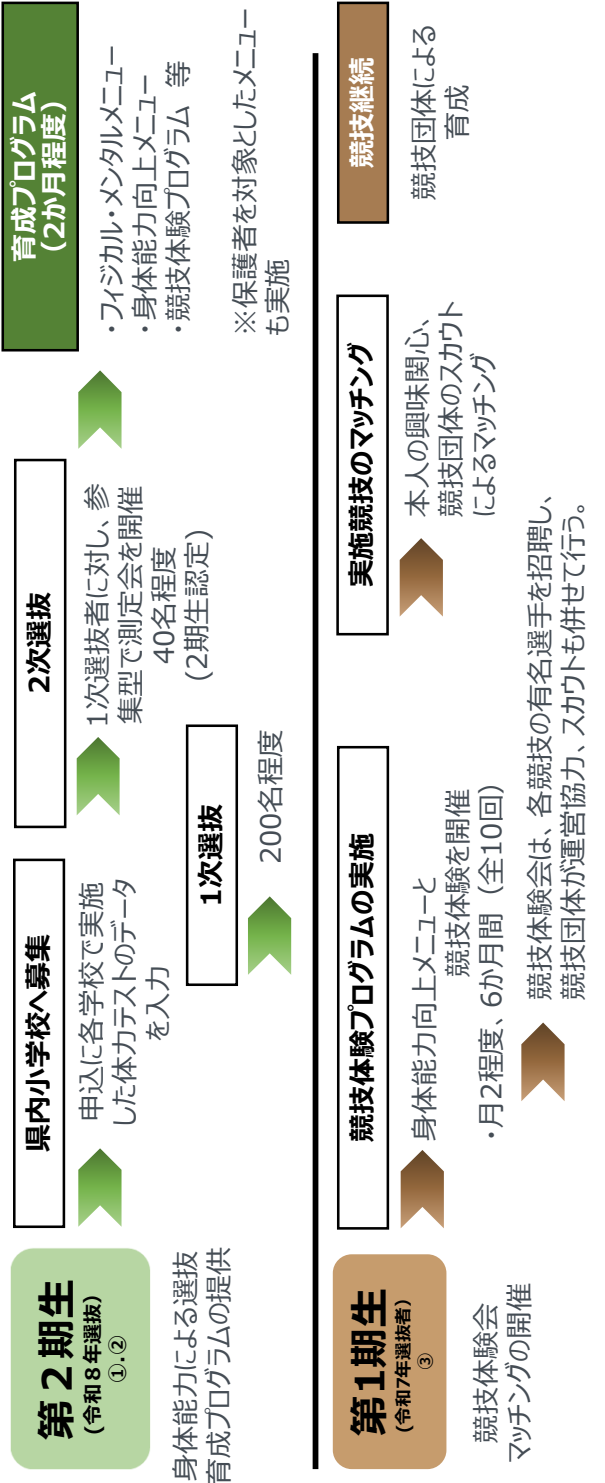 第２期生
(令和８年選抜)
①.②
身体能力による選抜
育成プログラムの提供
県内小学校へ募集
申込に各学校で実施
した体力テストのデータ
を入力
1次選抜
200名程度
2次選抜
1次選抜者に対し、参
集型で測定会を開催
40名程度
(2期生認定)
育成プログラム
(2か月程度)
・フィジカル・メンタルメニュー
・身体能力向上メニュー
・競技体験プログラム 等
※保護者を対象としたメニュー
も実施
第1期生
(令和7年選抜者)
③
競技体験会
マッチングの開催
競技体験プログラムの実施
身体能力向上メニューと
競技体験を開催
・月2程度、6か月間（全10回）
競技体験会は、各競技の有名選手を招聘し、
競技団体が運営協力、スカウトも併せて行う。
実施競技のマッチング
本人の興味関心、
競技団体のスカウト
によるマッチング
競技継続
競技団体による
育成